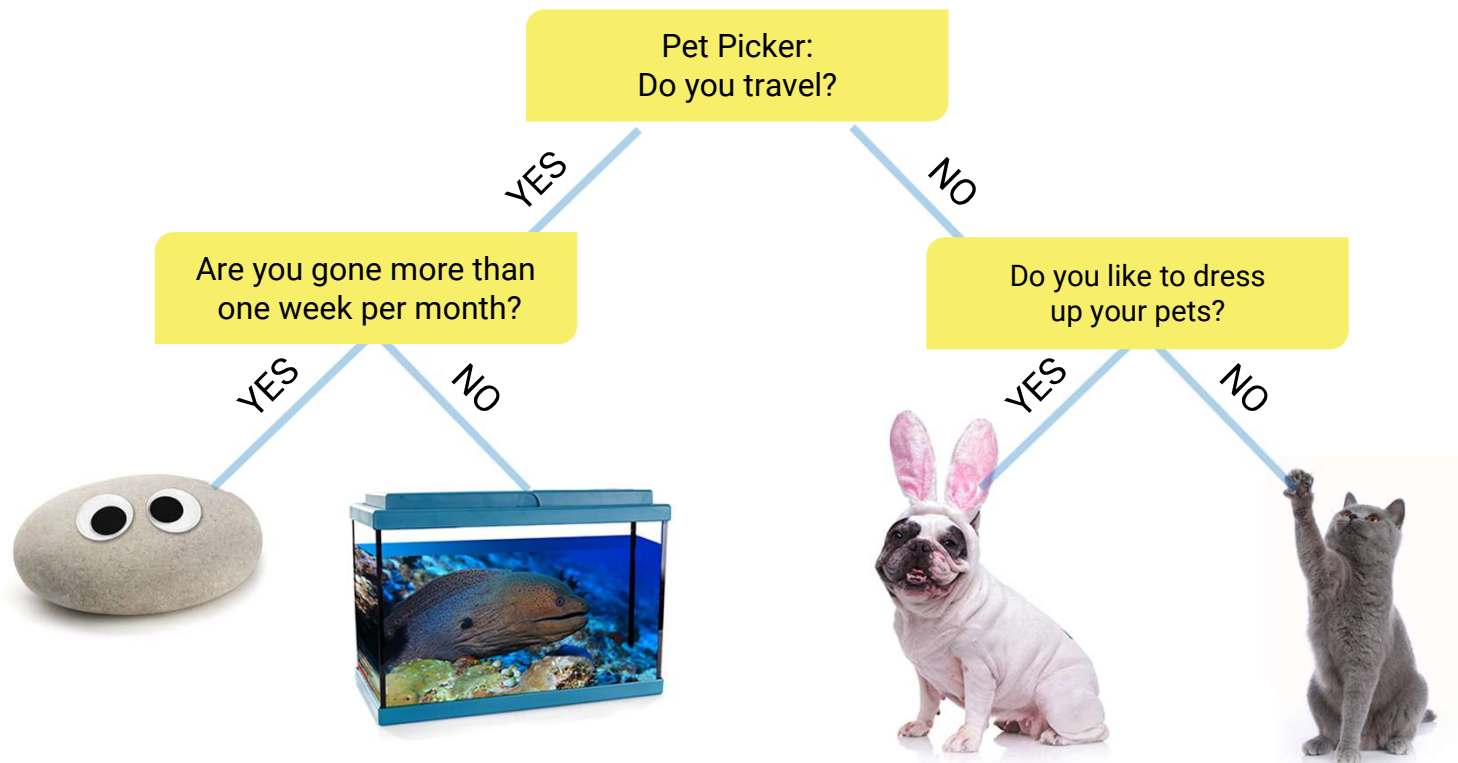 Pet Picker:
Do you travel?
YES
NO
Are you gone more than
one week per month?
Do you like to dress
up your pets?
YES
NO
YES
NO